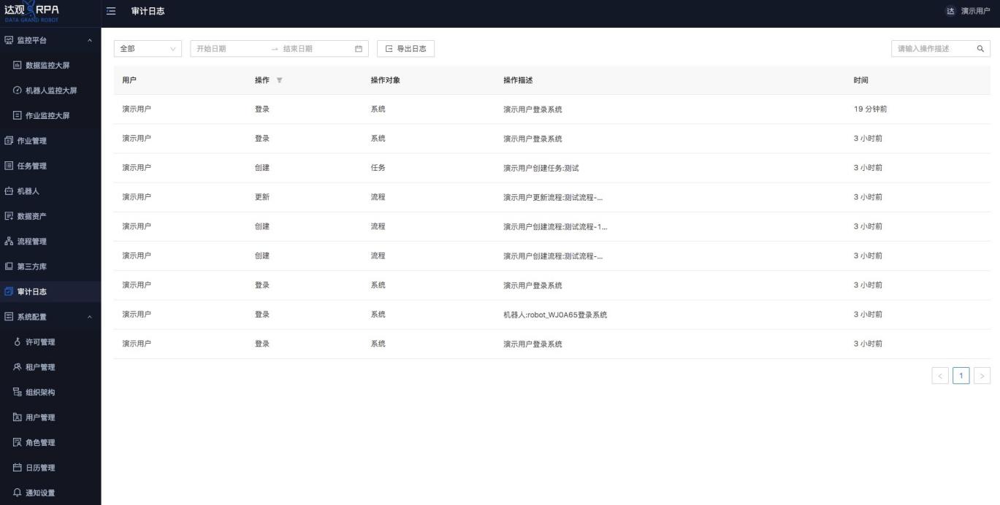 达观 RPA
DATA GRAND ROBOT
审计日志
达 演示用户
监控平台
数据监控大屏
机器人监控大屏
作业监控大屏
作业管理
任务管理
机器人
数据资产
流程管理
第三方库
审计日志
系统配置
许可管理
租户管理
组织架构
用户管理
角色管理
日历管理
通知设置
全部 开始日期 → 结束日期 导出日志 请输入操作描述
用户 操作 操作对象 操作描述 时间
演示用户 登录 系统 演示用户登录系统 19 分钟前
演示用户 登录 系统 演示用户登录系统 3 小时前
演示用户 创建 任务 演示用户创建任务:测试 3 小时前
演示用户 更新 流程 演示用户更新流程:测试流程-... 3 小时前
演示用户 创建 流程 演示用户创建流程:测试流程-1... 3 小时前
演示用户 创建 流程 演示用户创建流程:测试流程-... 3 小时前
演示用户 登录 系统 演示用户登录系统 3 小时前
演示用户 登录 系统 机器人:robot_WJ0A65登录系统 3 小时前
演示用户 登录 系统 演示用户登录系统 3 小时前
< 1 >